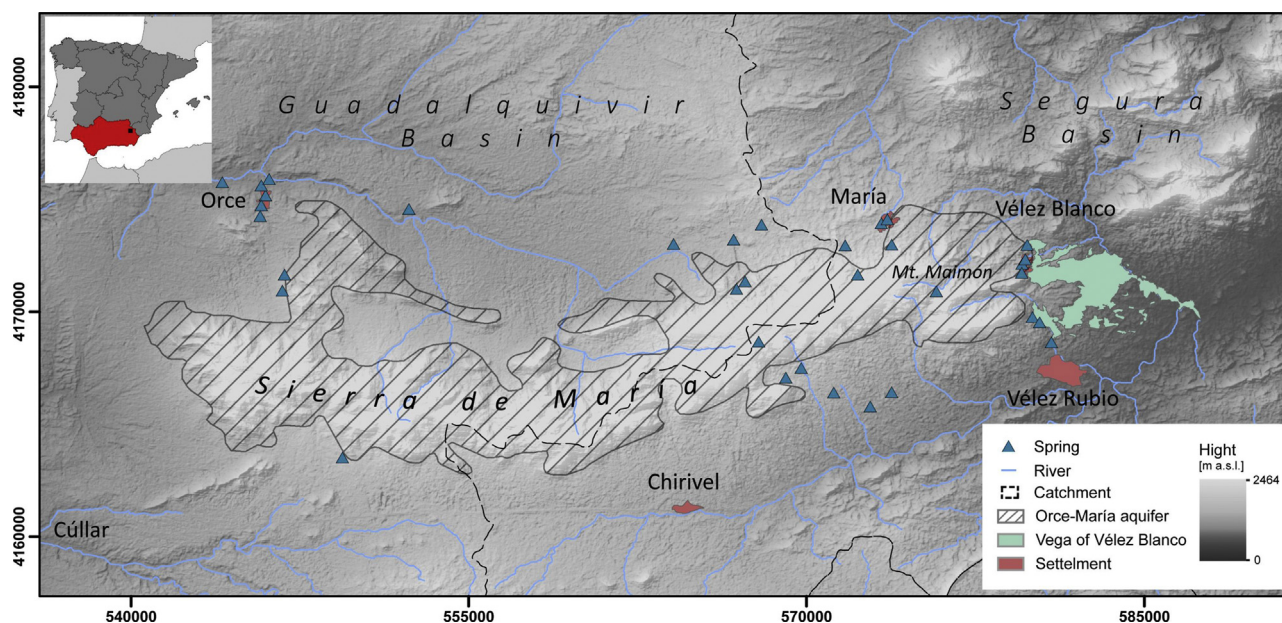 G u a d a l q u i v i r
B a s i n
S e g u r a
B a s i n
4180000
4170000
4160000
Orce
María
Vélez Blanco
Mt. Maimón
S i e r r a d e M a r í a
Vélez Rubio
Chirivel
Cúllar
Spring
River
Catchment
Orce-María aquifer
Vega of Vélez Blanco
Settelment
Hight
[m a.s.l.]
2464
0
540000
555000
570000
585000